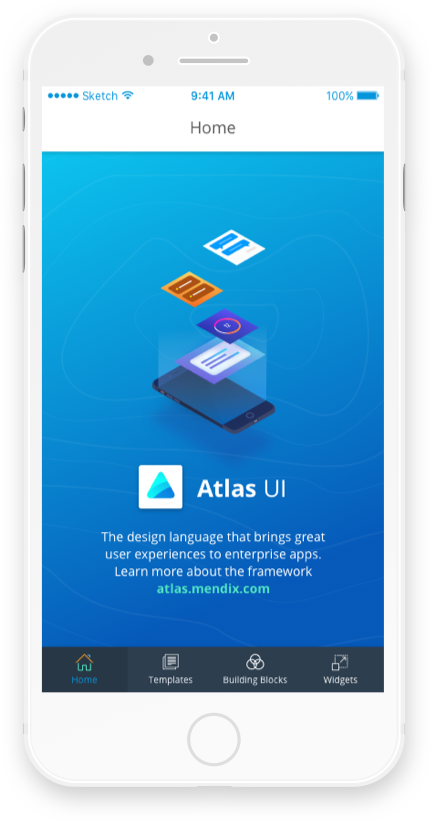 Sketch 9:41 AM 100%
Home
Atlas UI
The design language that brings great
user experiences to enterprise apps.
Learn more about the framework
atlas.mendix.com
Home Templates Building Blocks Widgets